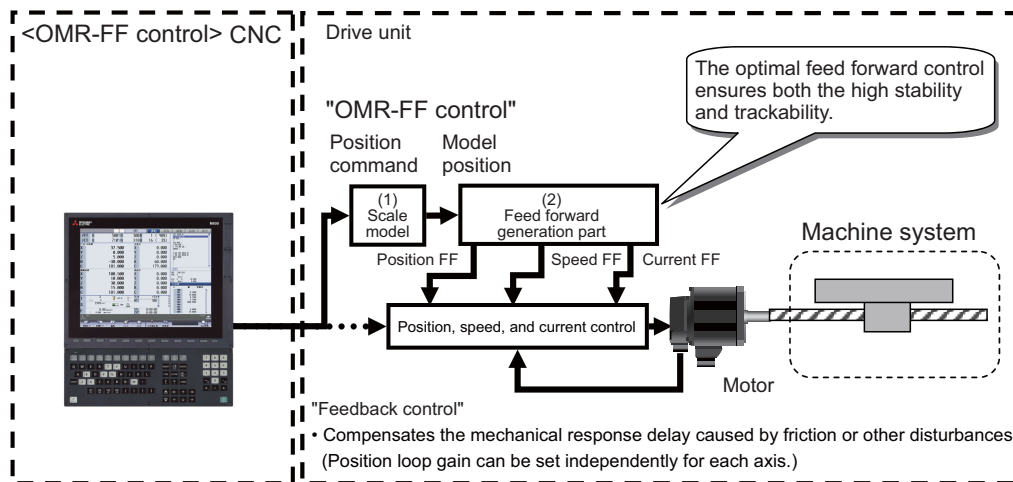 <OMR-FF control> CNC
Drive unit
The optimal feed forward control
ensures both the high stability
and trackability.
"OMR-FF control"
Position
command
Model
position
(1)
Scale
model
(2)
Feed forward
generation part
Position FF
Speed FF
Current FF
Machine system
Position, speed, and current control
Motor
"Feedback control"
• Compensates the mechanical response delay caused by friction or other disturbances
(Position loop gain can be set independently for each axis.)